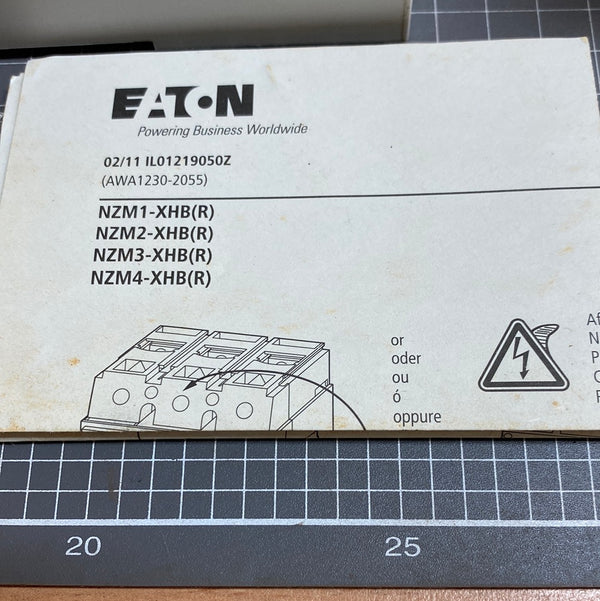 EATON
Powering Business Worldwide
02/11 IL01219050Z
(AWA1230-2055)
NZM1-XHB(R)
NZM2-XHB(R)
NZM3-XHB(R)
NZM4-XHB(R)
or
oder
ou
ó
oppure
20
25